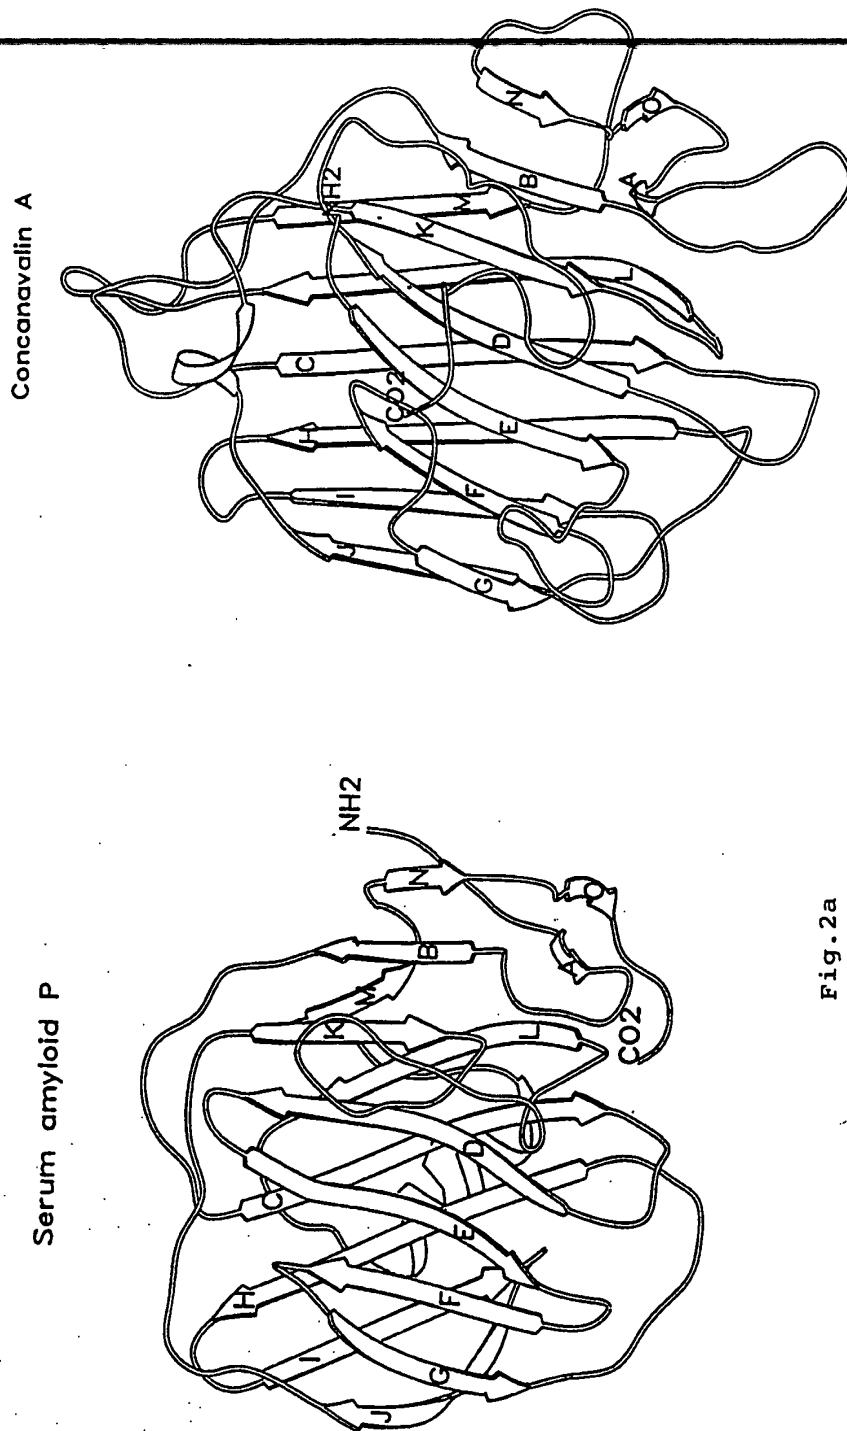 Concanavalin A
N
O
A
B
NH2
M
K
L
D
C
CO2
E
H
F
I
J
G
Serum amyloid P
NH2
N
O
A
B
M
K
L
CO2
D
C
E
H
F
I
G
J
Fig.2a